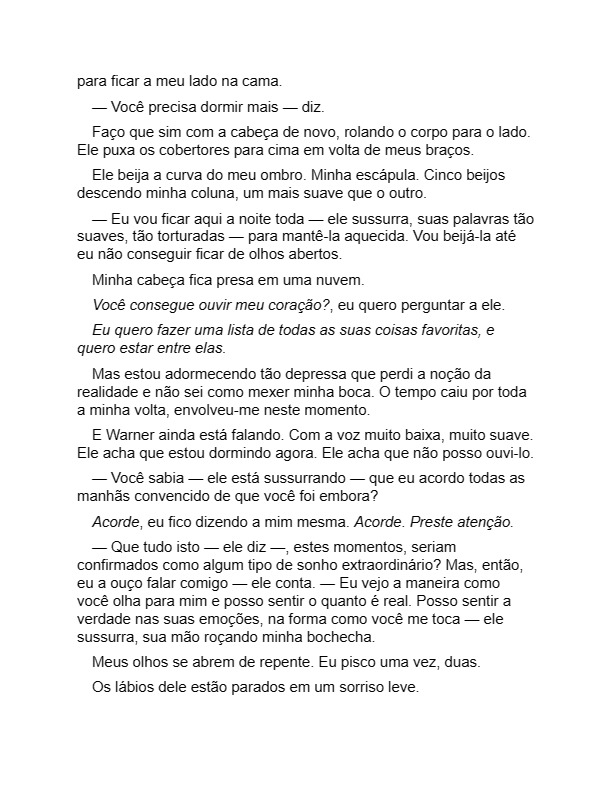 para ficar a meu lado na cama.
— Você precisa dormir mais — diz.
Faço que sim com a cabeça de novo, rolando o corpo para o lado.
Ele puxa os cobertores para cima em volta de meus braços.
Ele beija a curva do meu ombro. Minha escápula. Cinco beijos
descendo minha coluna, um mais suave que o outro.
— Eu vou ficar aqui a noite toda — ele sussurra, suas palavras tão
suaves, tão torturadas — para mantê-la aquecida. Vou beijá-la até
eu não conseguir ficar de olhos abertos.
Minha cabeça fica presa em uma nuvem.
Você consegue ouvir meu coração?, eu quero perguntar a ele.
Eu quero fazer uma lista de todas as suas coisas favoritas, e
quero estar entre elas.
Mas estou adormecendo tão depressa que perdi a noção da
realidade e não sei como mexer minha boca. O tempo caiu por toda
a minha volta, envolveu-me neste momento.
E Warner ainda está falando. Com a voz muito baixa, muito suave.
Ele acha que estou dormindo agora. Ele acha que não posso ouvi-lo.
— Você sabia — ele está sussurrando — que eu acordo todas as
manhãs convencido de que você foi embora?
Acorde, eu fico dizendo a mim mesma. Acorde. Preste atenção.
— Que tudo isto — ele diz —, estes momentos, seriam
confirmados como algum tipo de sonho extraordinário? Mas, então,
eu a ouço falar comigo — ele conta. — Eu vejo a maneira como
você olha para mim e posso sentir o quanto é real. Posso sentir a
verdade nas suas emoções, na forma como você me toca — ele
sussurra, sua mão roçando minha bochecha.
Meus olhos se abrem de repente. Eu pisco uma vez, duas.
Os lábios dele estão parados em um sorriso leve.